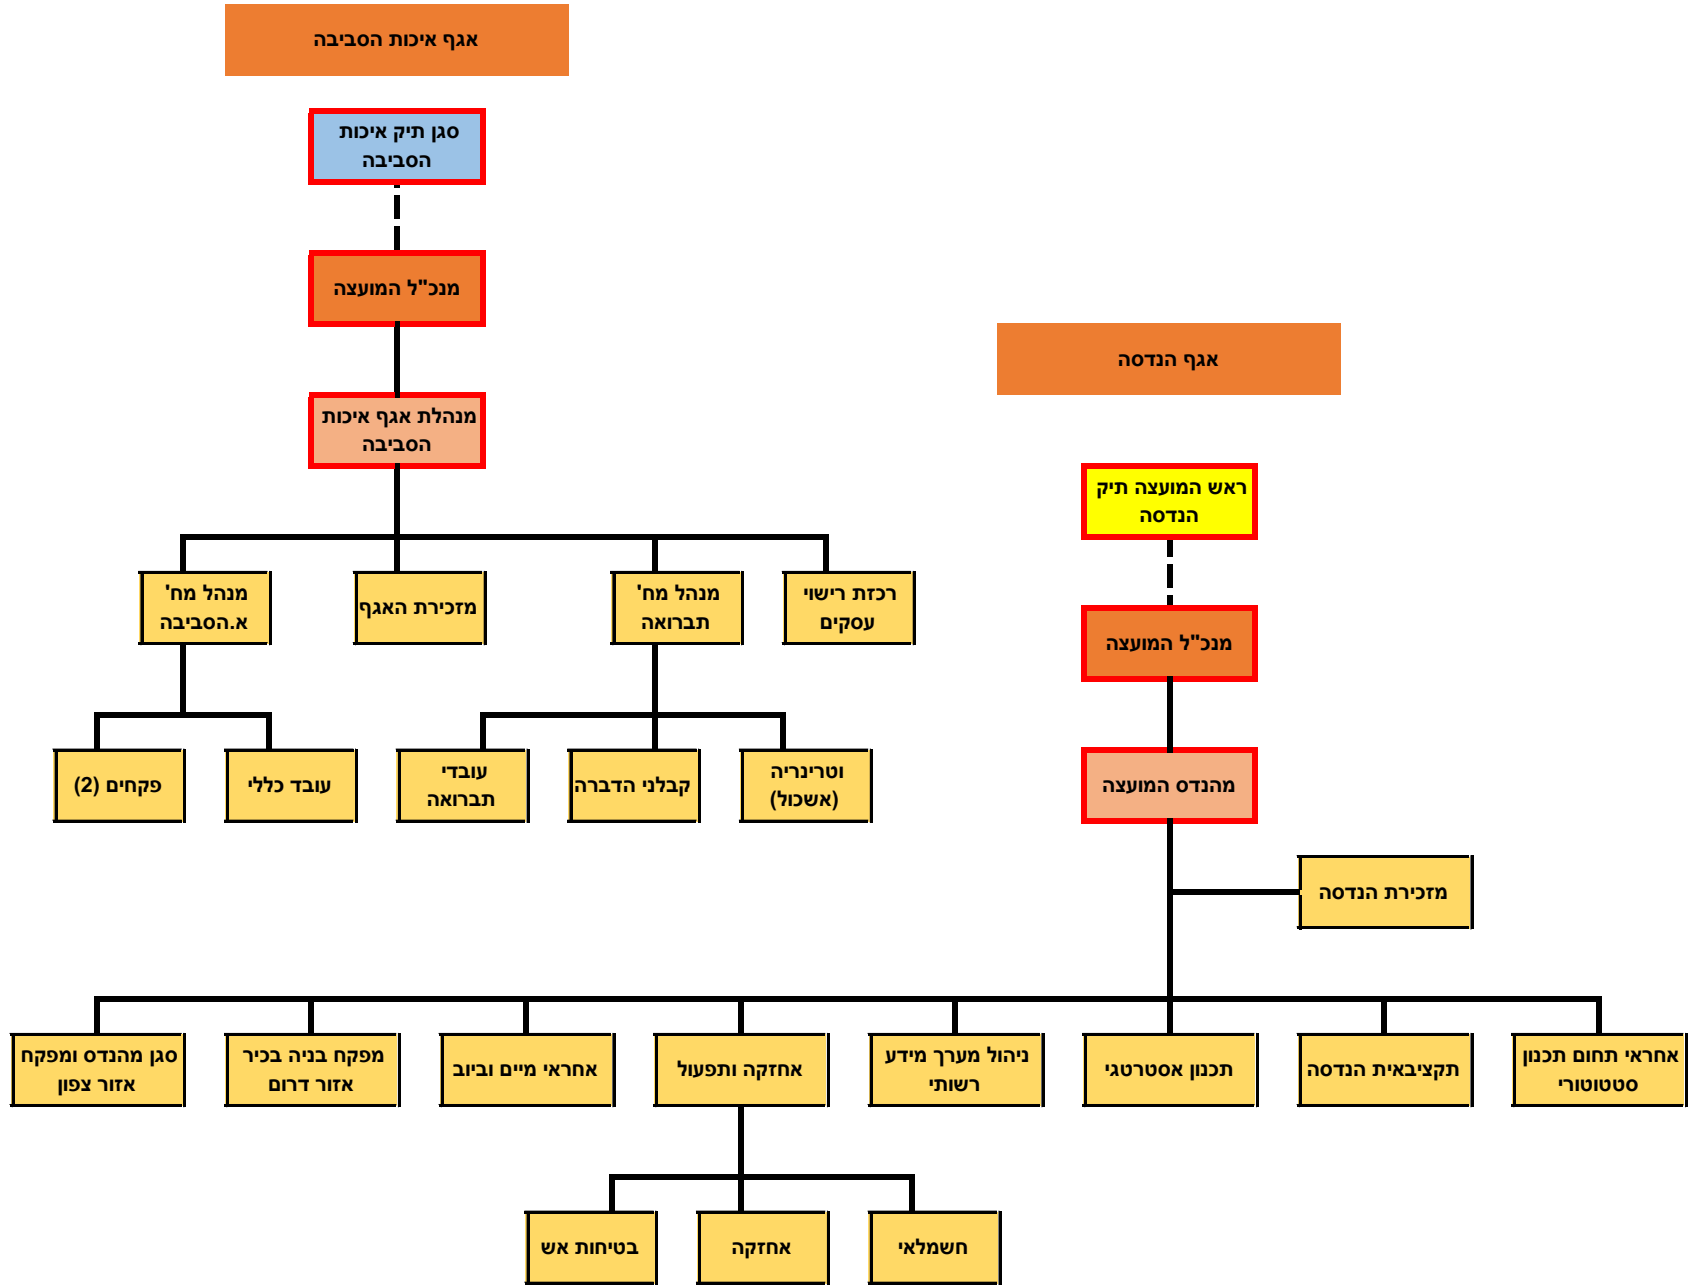 אגף איכות הסביבה
סגן תיק איכות
הסביבה
מנכ"ל המועצה
מנהלת אגף איכות
הסביבה
רכזת רישוי
עסקים
מנהל מח'
תברואה
מזכירת האגף
מנהל מח'
א.הסביבה
וטרינריה
(אשכול)
קבלני הדברה
עובדי
תברואה
עובד כללי
פקחים (2)
אגף הנדסה
ראש המועצה תיק
הנדסה
מנכ"ל המועצה
מהנדס המועצה
מזכירת הנדסה
אחראי תחום תכנון
סטטוטורי
תקציבאית הנדסה
תכנון אסטרטגי
ניהול מערך מידע
רשותי
אחזקה ותפעול
אחראי מיים וביוב
מפקח בניה בכיר
אזור דרום
סגן מהנדס ומפקח
אזור צפון
חשמלאי
אחזקה
בטיחות אש